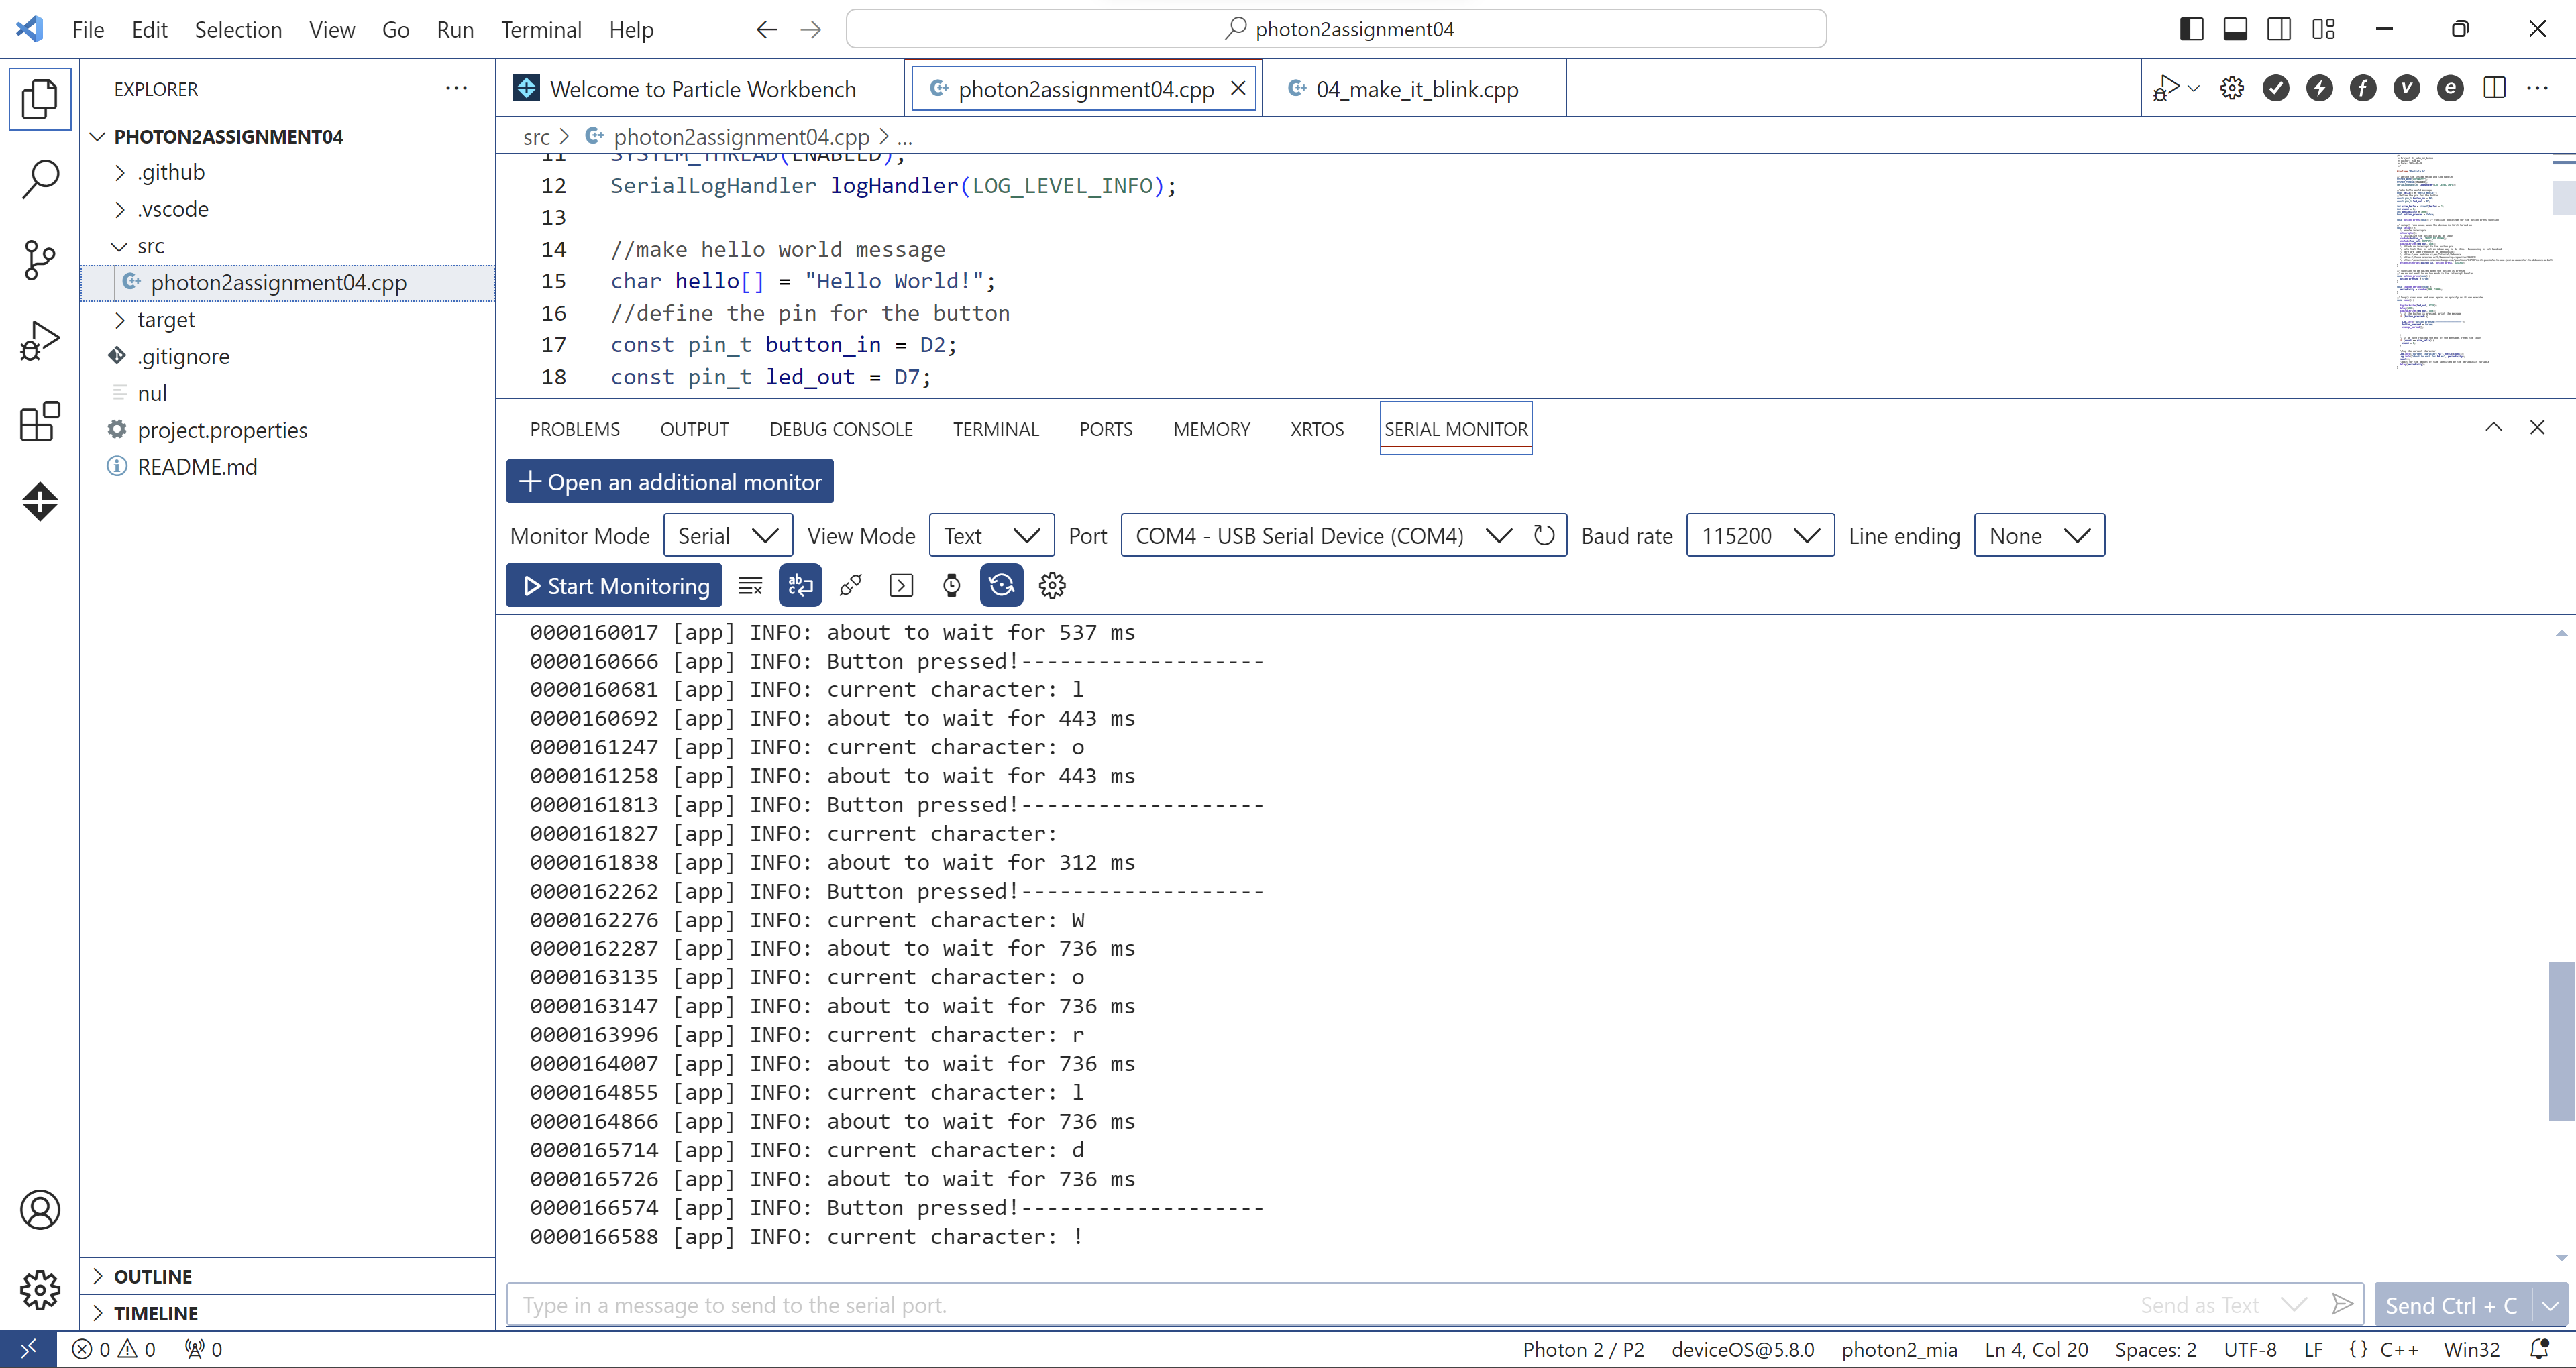 File Edit Selection View Go Run Terminal Help
photon2assignment04
EXPLORER
PHOTON2ASSIGNMENT04
.github
.vscode
src
photon2assignment04.cpp
target
.gitignore
nul
project.properties
README.md
OUTLINE
TIMELINE
Welcome to Particle Workbench photon2assignment04.cpp 04_make_it_blink.cpp
src > photon2assignment04.cpp > ...
11 SYSTEM_THREAD(ENABLED);
12 SerialLogHandler logHandler(LOG_LEVEL_INFO);
13
14 //make hello world message
15 char hello[] = "Hello World!";
16 //define the pin for the button
17 const pin_t button_in = D2;
18 const pin_t led_out = D7;
PROBLEMS OUTPUT DEBUG CONSOLE TERMINAL PORTS MEMORY XRTOS SERIAL MONITOR
Open an additional monitor
Monitor Mode Serial View Mode Text Port COM4 - USB Serial Device (COM4) Baud rate 115200 Line ending None
Start Monitoring
0000160017 [app] INFO: about to wait for 537 ms
0000160666 [app] INFO: Button pressed!-------------------
0000160681 [app] INFO: current character: l
0000160692 [app] INFO: about to wait for 443 ms
0000161247 [app] INFO: current character: o
0000161258 [app] INFO: about to wait for 443 ms
0000161813 [app] INFO: Button pressed!-------------------
0000161827 [app] INFO: current character:
0000161838 [app] INFO: about to wait for 312 ms
0000162262 [app] INFO: Button pressed!-------------------
0000162276 [app] INFO: current character: W
0000162287 [app] INFO: about to wait for 736 ms
0000163135 [app] INFO: current character: o
0000163147 [app] INFO: about to wait for 736 ms
0000163996 [app] INFO: current character: r
0000164007 [app] INFO: about to wait for 736 ms
0000164855 [app] INFO: current character: l
0000164866 [app] INFO: about to wait for 736 ms
0000165714 [app] INFO: current character: d
0000165726 [app] INFO: about to wait for 736 ms
0000166574 [app] INFO: Button pressed!-------------------
0000166588 [app] INFO: current character: !
Type in a message to send to the serial port. Send as Text Send Ctrl + C
0 0 0 Photon 2 / P2 deviceOS@5.8.0 photon2_mia Ln 4, Col 20 Spaces: 2 UTF-8 LF {} C++ Win32